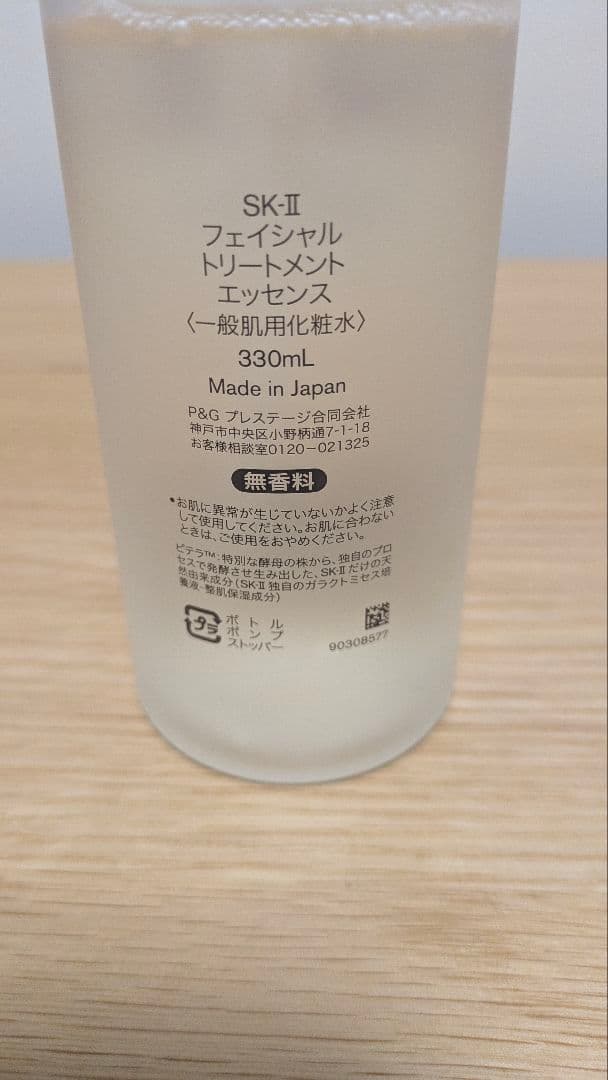 SK-Ⅱ
フェイシャル
トリートメント
エッセンス
〈一般肌用化粧水〉
330mL
Made in Japan
P&G プレステージ合同会社
神戸市中央区小野柄通7-1-18
お客様相談室0120-021325
無香料
*お肌に異常が生じていないかよく注意
して使用してください。お肌に合わない
ときは、ご使用をおやめください。
ピテラ™:特別な酵母の株から、独自のプロ
セスで発酵させ生み出した、SK-Ⅱだけの天
然由来成分(SK-Ⅱ独自のガラクトミセス培
養液-整肌保湿成分)
プラ
ボトル
ポンプ
ストッパー
90308577